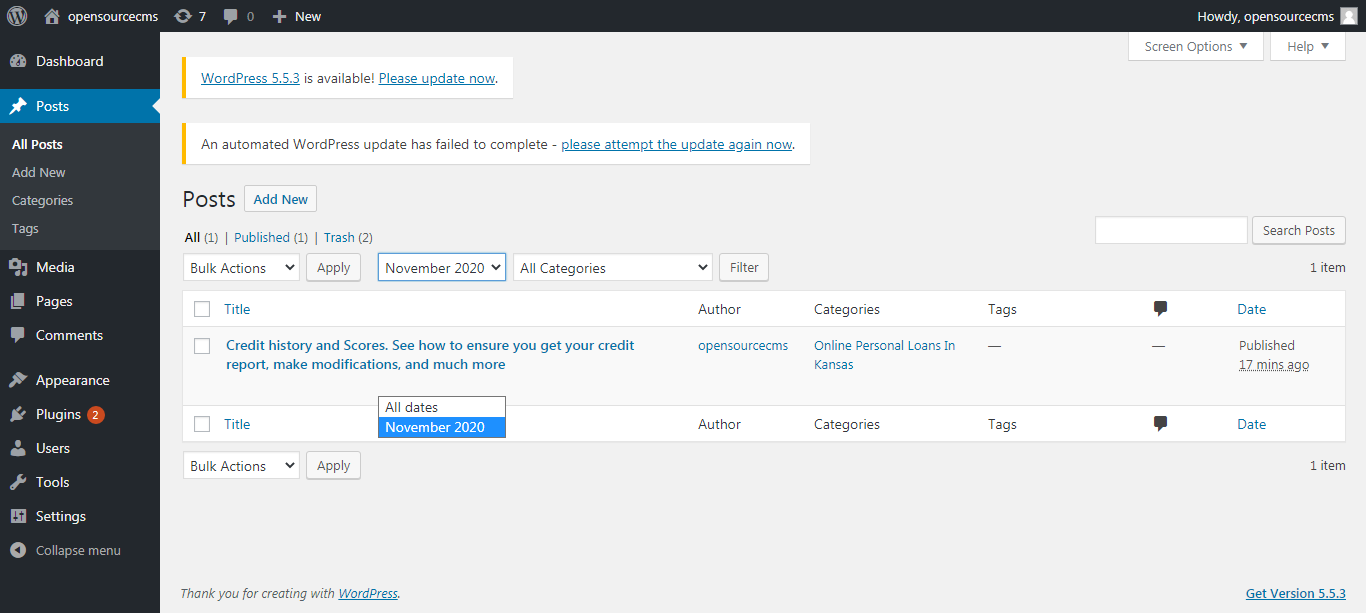 opensourcecms 7 0 New Howdy, opensourcecms
Dashboard
Posts
All Posts
Add New
Categories
Tags
Media
Pages
Comments
Appearance
Plugins 2
Users
Tools
Settings
Collapse menu
Screen Options Help
WordPress 5.5.3 is available! Please update now.
An automated WordPress update has failed to complete - please attempt the update again now.
Posts Add New
All (1) | Published (1) | Trash (2)
Search Posts
Bulk Actions Apply November 2020 All Categories Filter 1 item
Title Author Categories Tags Date
Credit history and Scores. See how to ensure you get your credit opensourcecms Online Personal Loans In — — Published
report, make modifications, and much more Kansas 17 mins ago
All dates
November 2020
Title Author Categories Tags Date
Bulk Actions Apply 1 item
Thank you for creating with WordPress. Get Version 5.5.3